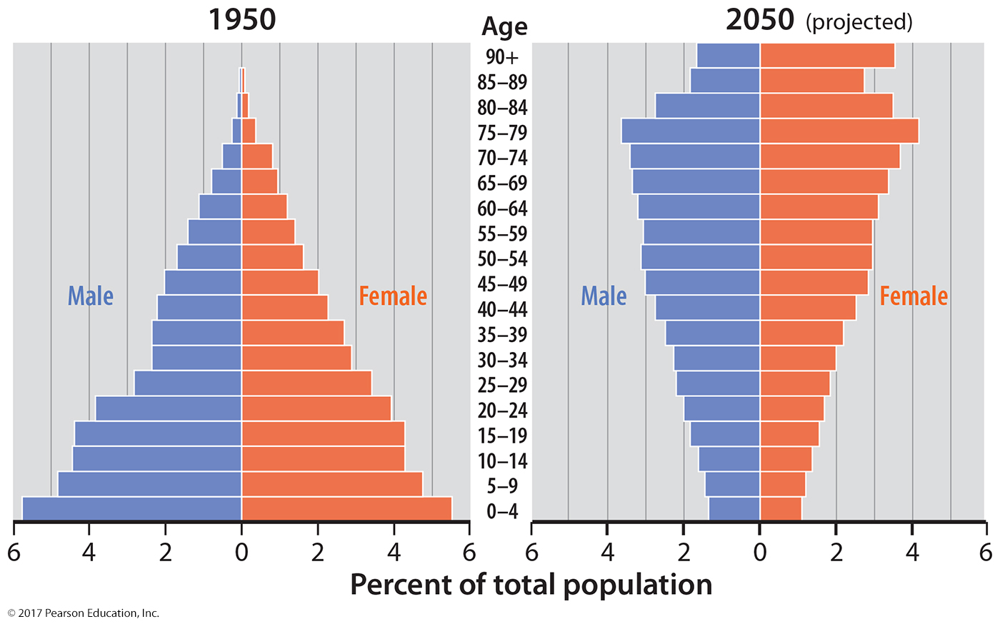 1950
Age
2050 (projected)
90+
85–89
80–84
75–79
70–74
65–69
60–64
55–59
50–54
45–49
Male
Female
Male
Female
40–44
35–39
30–34
25–29
20–24
15–19
10–14
5–9
0–4
6 4 2 0 2 4 6
6 4 2 0 2 4 6
Percent of total population
© 2017 Pearson Education, Inc.